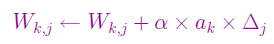 W_{k,j} ← W_{k,j} + α × a_k × Δ_j